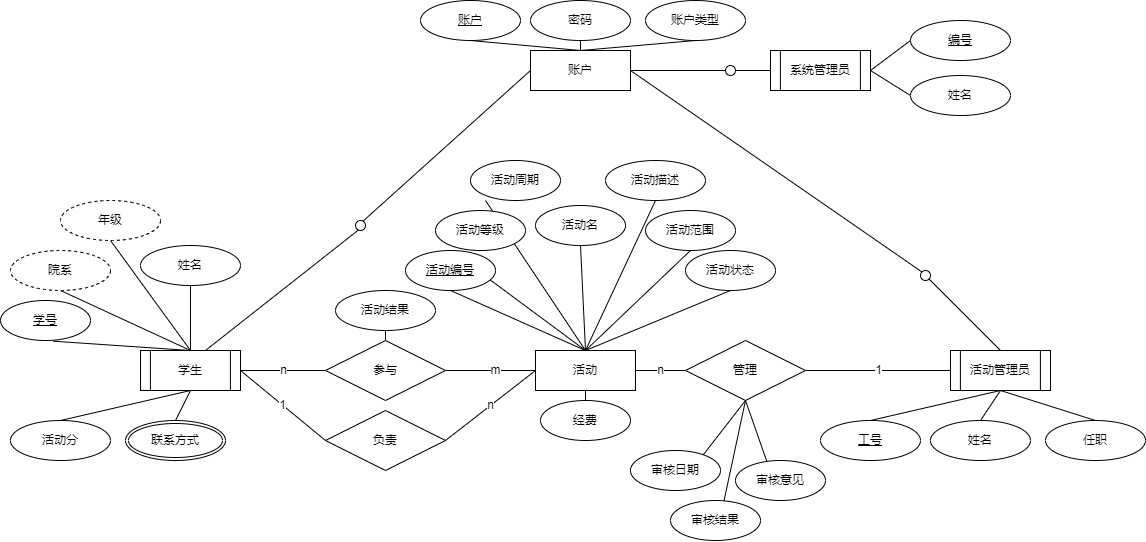 账户
密码
账户类型
编号
账户
系统管理员
姓名
活动周期
活动描述
年级
活动名
活动等级
活动范围
院系
姓名
活动编号
活动状态
学号
活动结果
学生
n
参与
m
活动
n
管理
1
活动管理员
1
n
活动分
联系方式
负责
经费
工号
姓名
任职
审核日期
审核意见
审核结果